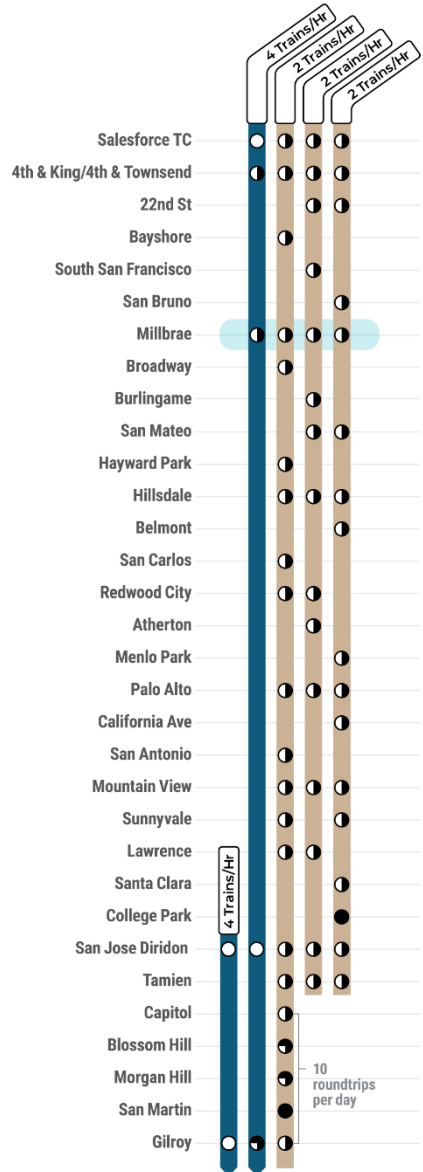 4 Trains/Hr
2 Trains/Hr
2 Trains/Hr
2 Trains/Hr
Salesforce TC
4th & King/4th & Townsend
22nd St
Bayshore
South San Francisco
San Bruno
Millbrae
Broadway
Burlingame
San Mateo
Hayward Park
Hillsdale
Belmont
San Carlos
Redwood City
Atherton
Menlo Park
Palo Alto
California Ave
San Antonio
Mountain View
Sunnyvale
Lawrence
4 Trains/Hr
Santa Clara
College Park
San Jose Diridon
Tamien
Capitol
Blossom Hill
10
roundtrips
per day
Morgan Hill
San Martin
Gilroy